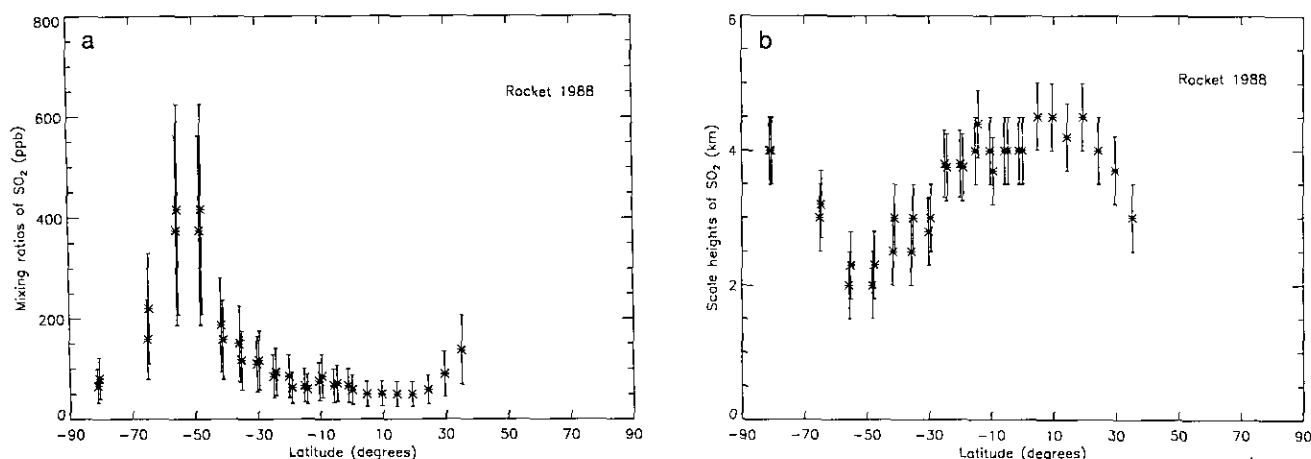 a
Rocket 1988
Mixing ratios of SO2 (ppb)
800
600
400
200
0
-90 -70 -50 -30 -10 10 30 50 70 90
Latitude (degrees)
b
Rocket 1988
Scale heights of SO2 (km)
6
4
2
0
-90 -70 -50 -30 -10 10 30 50 70 90
Latitude (degrees)